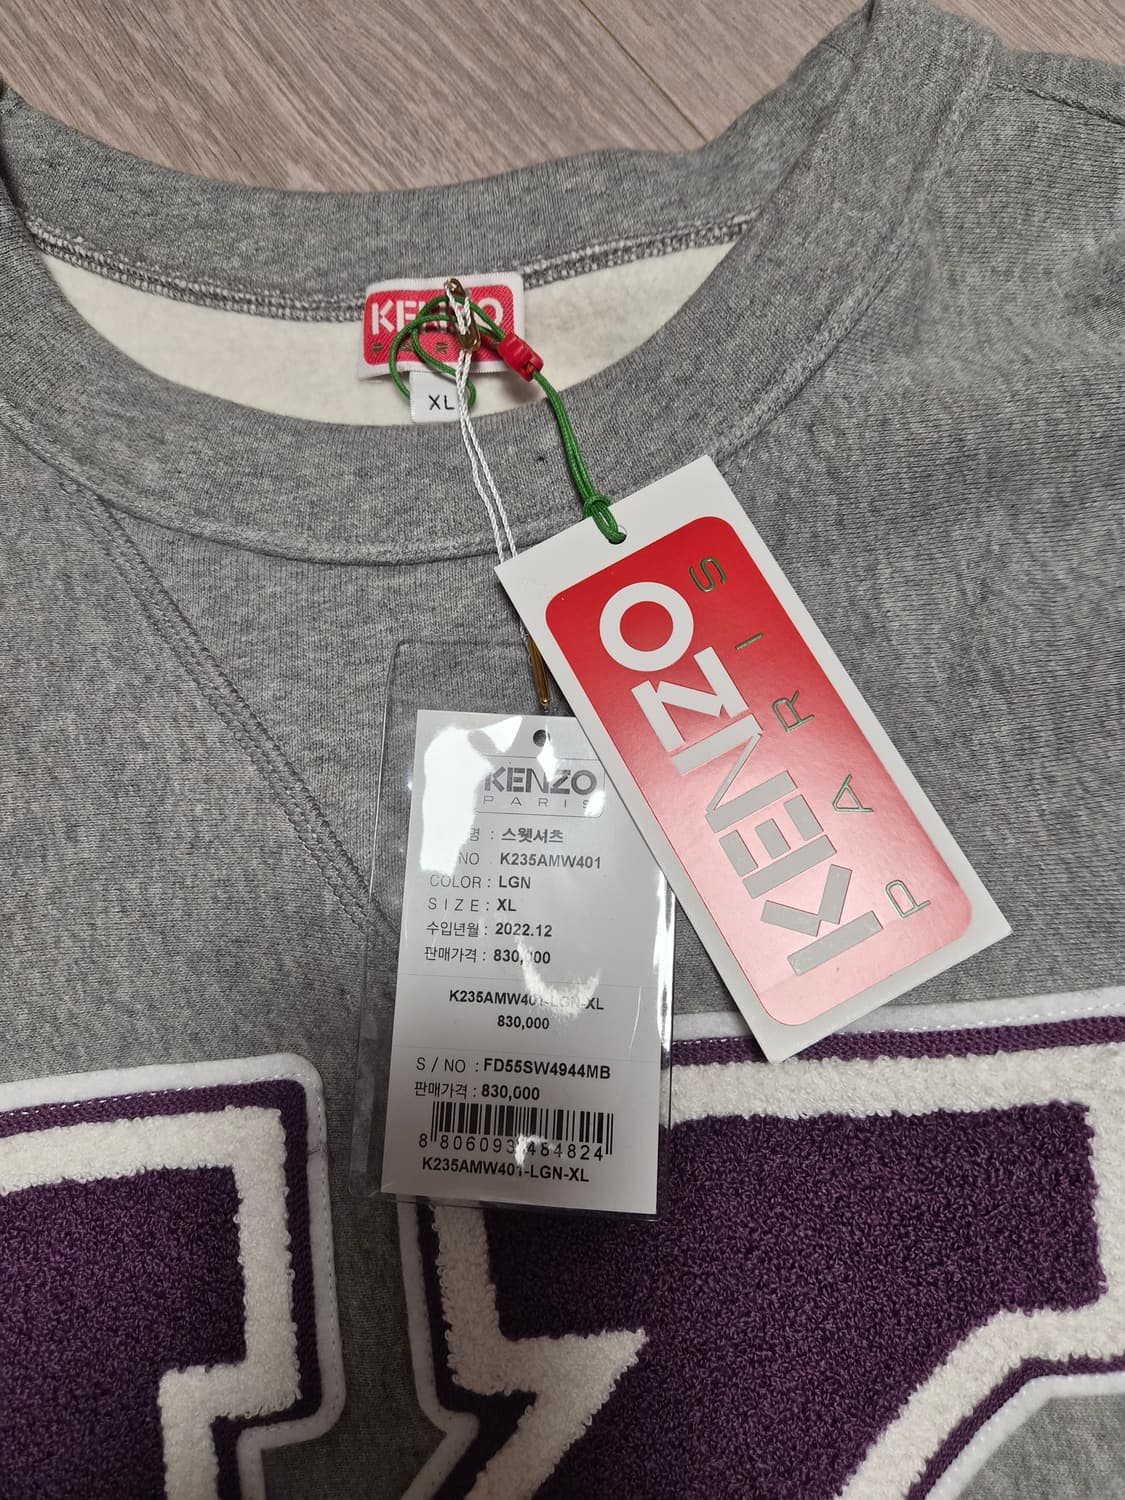 KENZO
XL
KENZO
PARIS
KENZO
PARIS
명 : 스웻셔츠
NO : K235AMW401
COLOR : LGN
SIZE : XL
수입년월 : 2022.12
판매가격 : 830,000
K235AMW401-LGN-XL
830,000
S / NO : FD55SW4944MB
판매가격 : 830,000
K235AMW401-LGN-XL